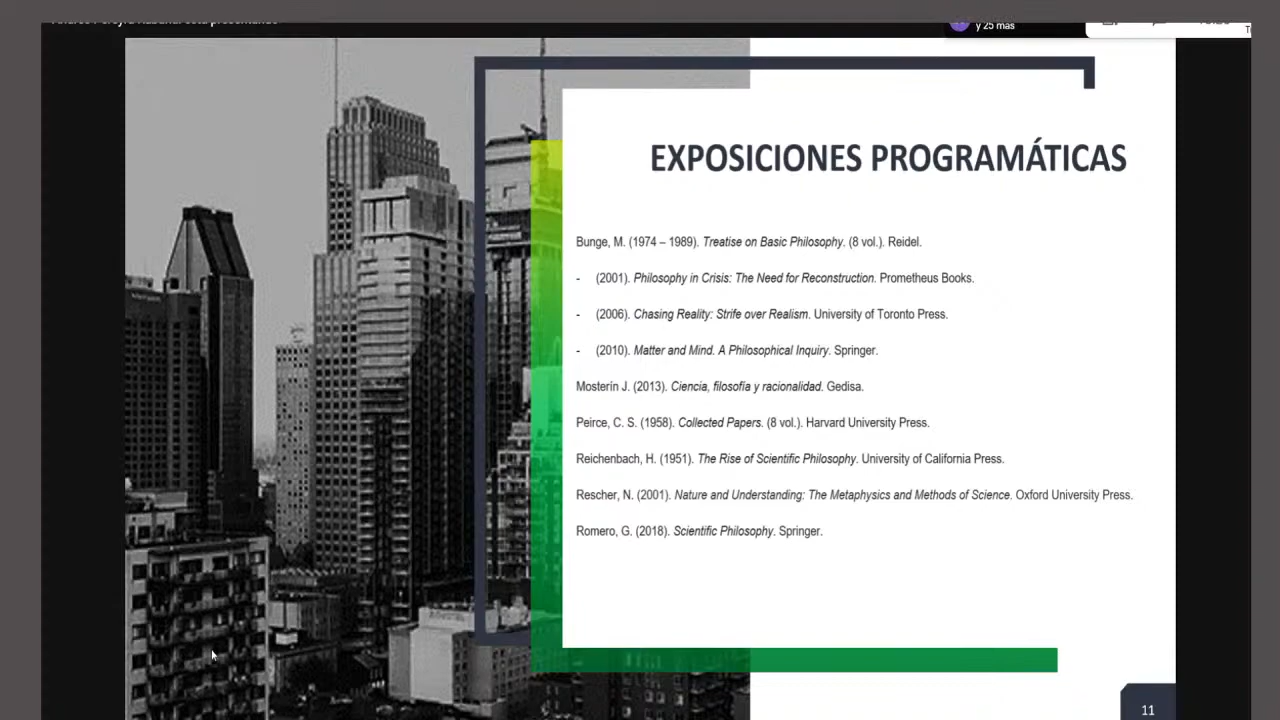 y 25 más
EXPOSICIONES PROGRAMÁTICAS
Bunge, M. (1974 – 1989). Treatise on Basic Philosophy. (8 vol.). Reidel.
- (2001). Philosophy in Crisis: The Need for Reconstruction. Prometheus Books.
- (2006). Chasing Reality: Strife over Realism. University of Toronto Press.
- (2010). Matter and Mind. A Philosophical Inquiry. Springer.
Mosterín J. (2013). Ciencia, filosofía y racionalidad. Gedisa.
Peirce, C. S. (1958). Collected Papers. (8 vol.). Harvard University Press.
Reichenbach, H. (1951). The Rise of Scientific Philosophy. University of California Press.
Rescher, N. (2001). Nature and Understanding: The Metaphysics and Methods of Science. Oxford University Press.
Romero, G. (2018). Scientific Philosophy. Springer.
11